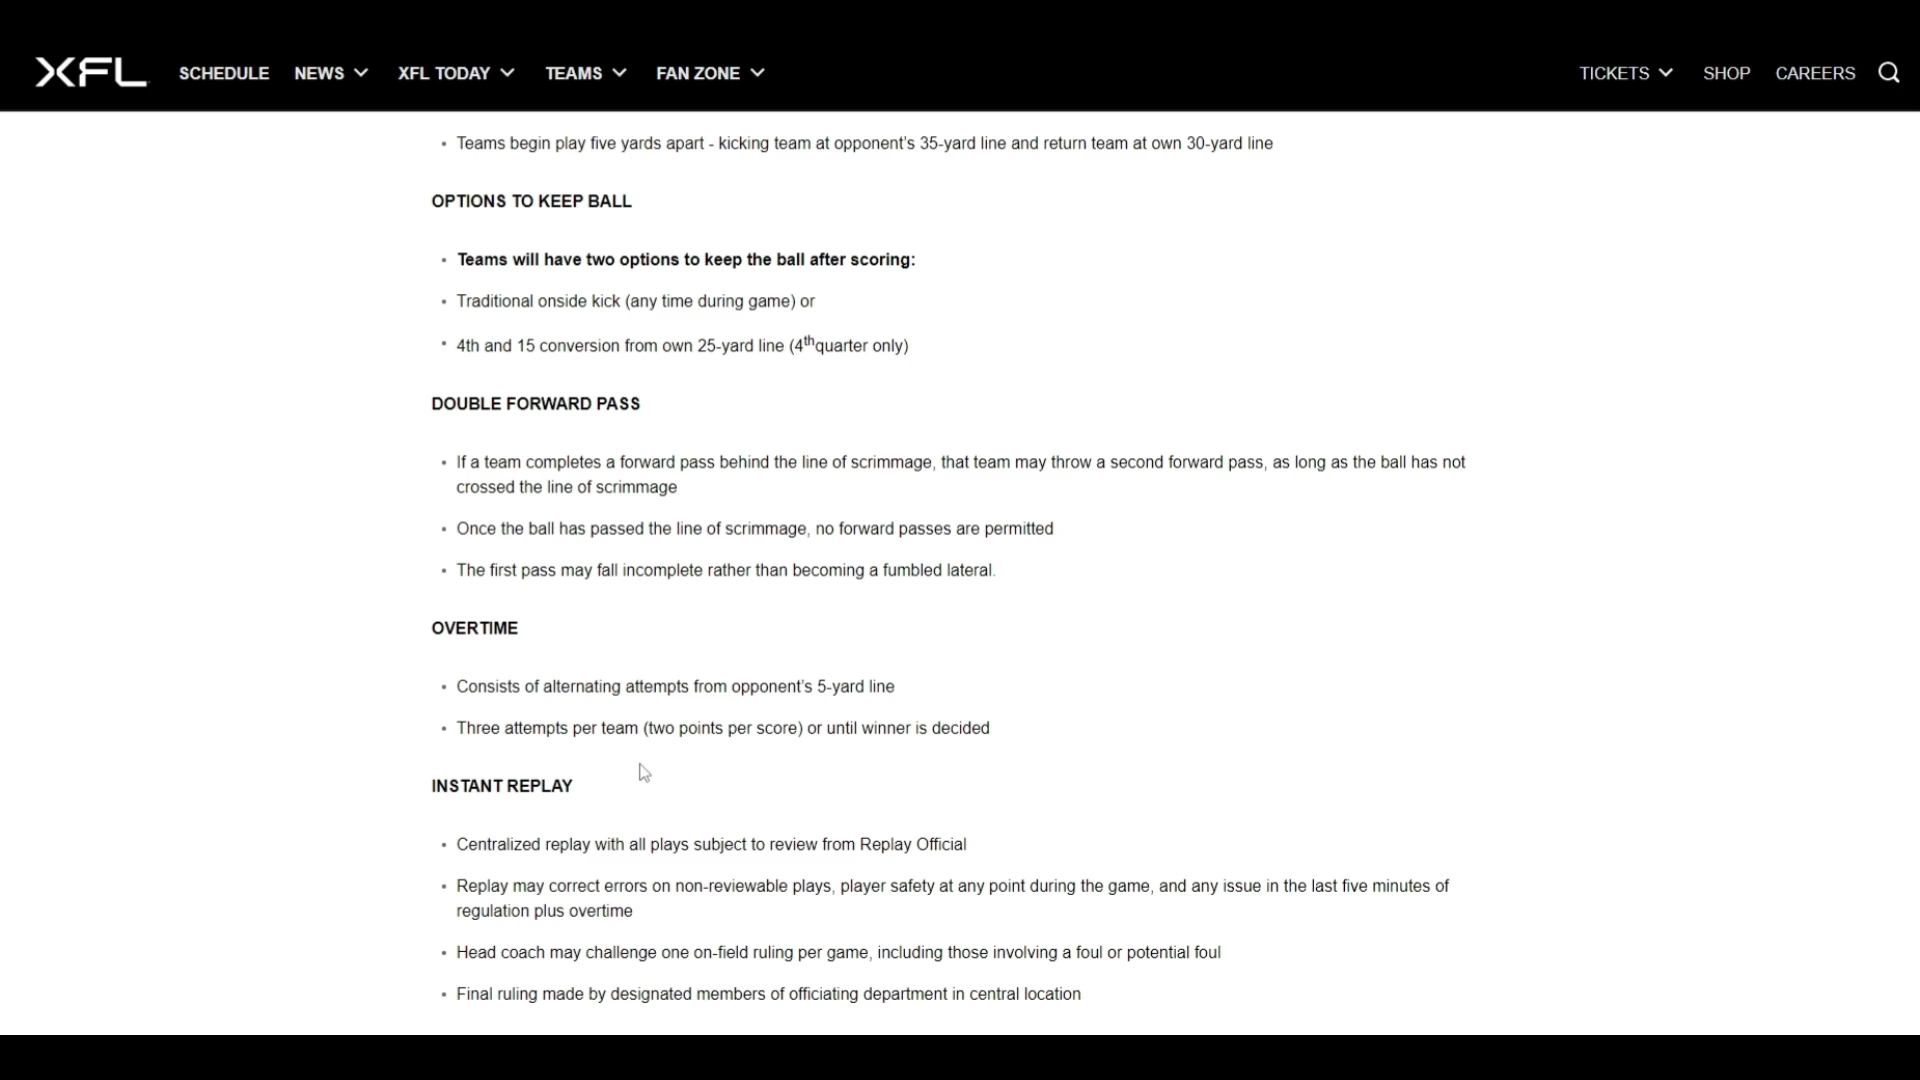 XFL SCHEDULE NEWS XFL TODAY TEAMS FAN ZONE TICKETS SHOP CAREERS
• Teams begin play five yards apart - kicking team at opponent's 35-yard line and return team at own 30-yard line
OPTIONS TO KEEP BALL
• Teams will have two options to keep the ball after scoring:
• Traditional onside kick (any time during game) or
• 4th and 15 conversion from own 25-yard line (4thquarter only)
DOUBLE FORWARD PASS
• If a team completes a forward pass behind the line of scrimmage, that team may throw a second forward pass, as long as the ball has not
crossed the line of scrimmage
• Once the ball has passed the line of scrimmage, no forward passes are permitted
• The first pass may fall incomplete rather than becoming a fumbled lateral.
OVERTIME
• Consists of alternating attempts from opponent's 5-yard line
• Three attempts per team (two points per score) or until winner is decided
INSTANT REPLAY
• Centralized replay with all plays subject to review from Replay Official
• Replay may correct errors on non-reviewable plays, player safety at any point during the game, and any issue in the last five minutes of
regulation plus overtime
• Head coach may challenge one on-field ruling per game, including those involving a foul or potential foul
• Final ruling made by designated members of officiating department in central location